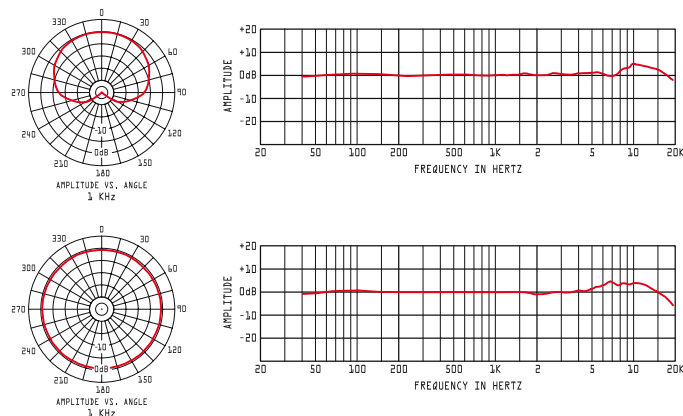 0
330 30
300 60
270 90
240 120
210 150
180
-10
0dB
AMPLITUDE VS. ANGLE
1 KHz
AMPLITUDE
+20
+10
0dB
-10
-20
20 50 100 200 500 1K 2 5 10 20K
FREQUENCY IN HERTZ
0
330 30
300 60
270 90
240 120
210 150
180
-10
0dB
AMPLITUDE VS. ANGLE
1 KHz
AMPLITUDE
+20
+10
0dB
-10
-20
20 50 100 200 500 1K 2 5 10 20K
FREQUENCY IN HERTZ